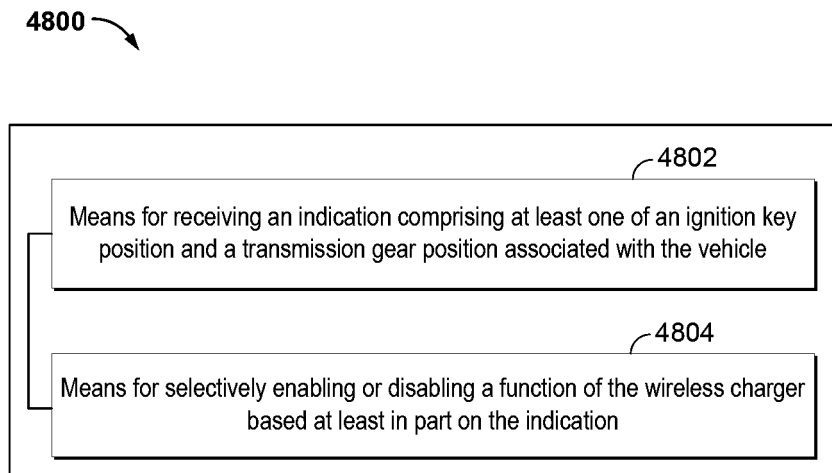 4800
4802
Means for receiving an indication comprising at least one of an ignition key
position and a transmission gear position associated with the vehicle
4804
Means for selectively enabling or disabling a function of the wireless charger
based at least in part on the indication